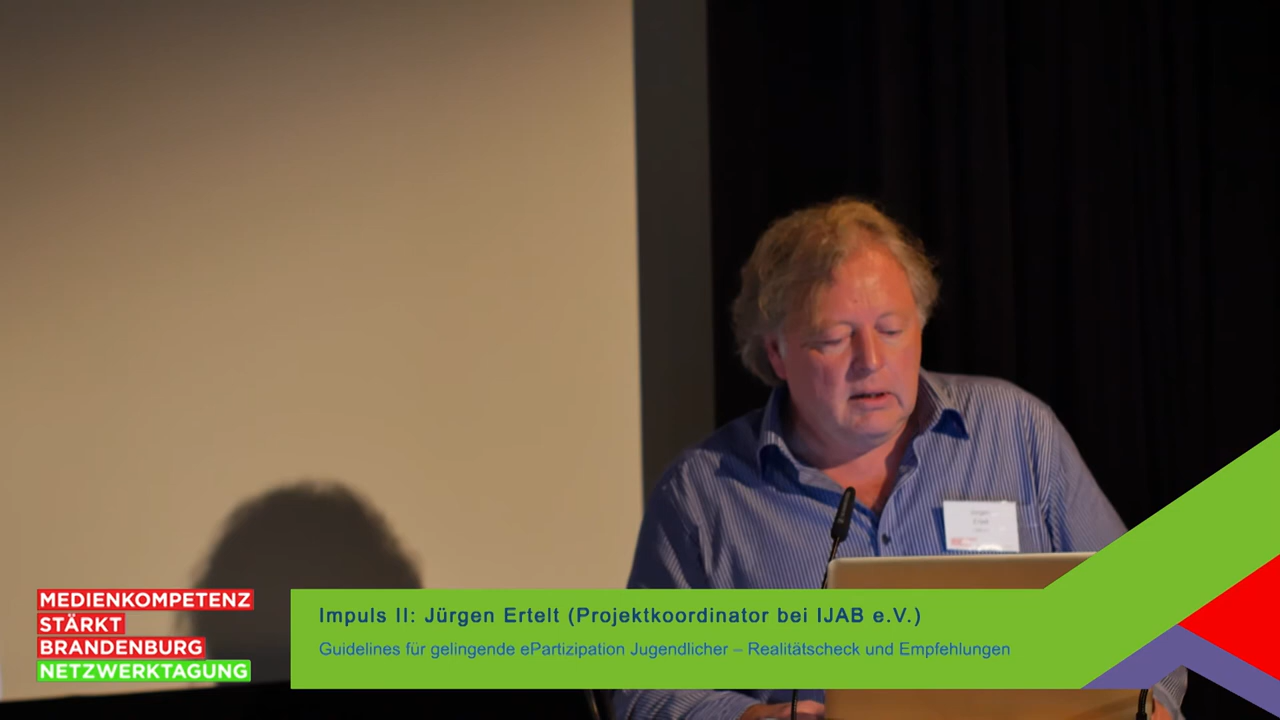 Impuls II: Jürgen Ertelt (Projektkoordinator bei IJAB e.V.)
Guidelines für gelingende ePartizipation Jugendlicher – Realitätscheck und Empfehlungen
MEDIENKOMPETENZ
STÄRKT
BRANDENBURG
NETZWERKTAGUNG